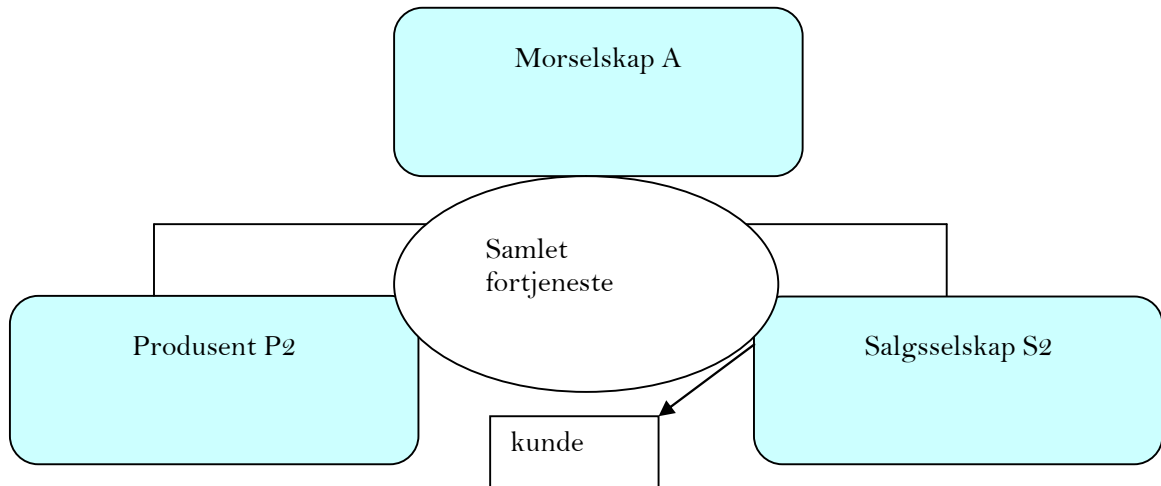 Morselskap A
Samlet
fortjeneste
Produsent P2
Salgsselskap S2
kunde